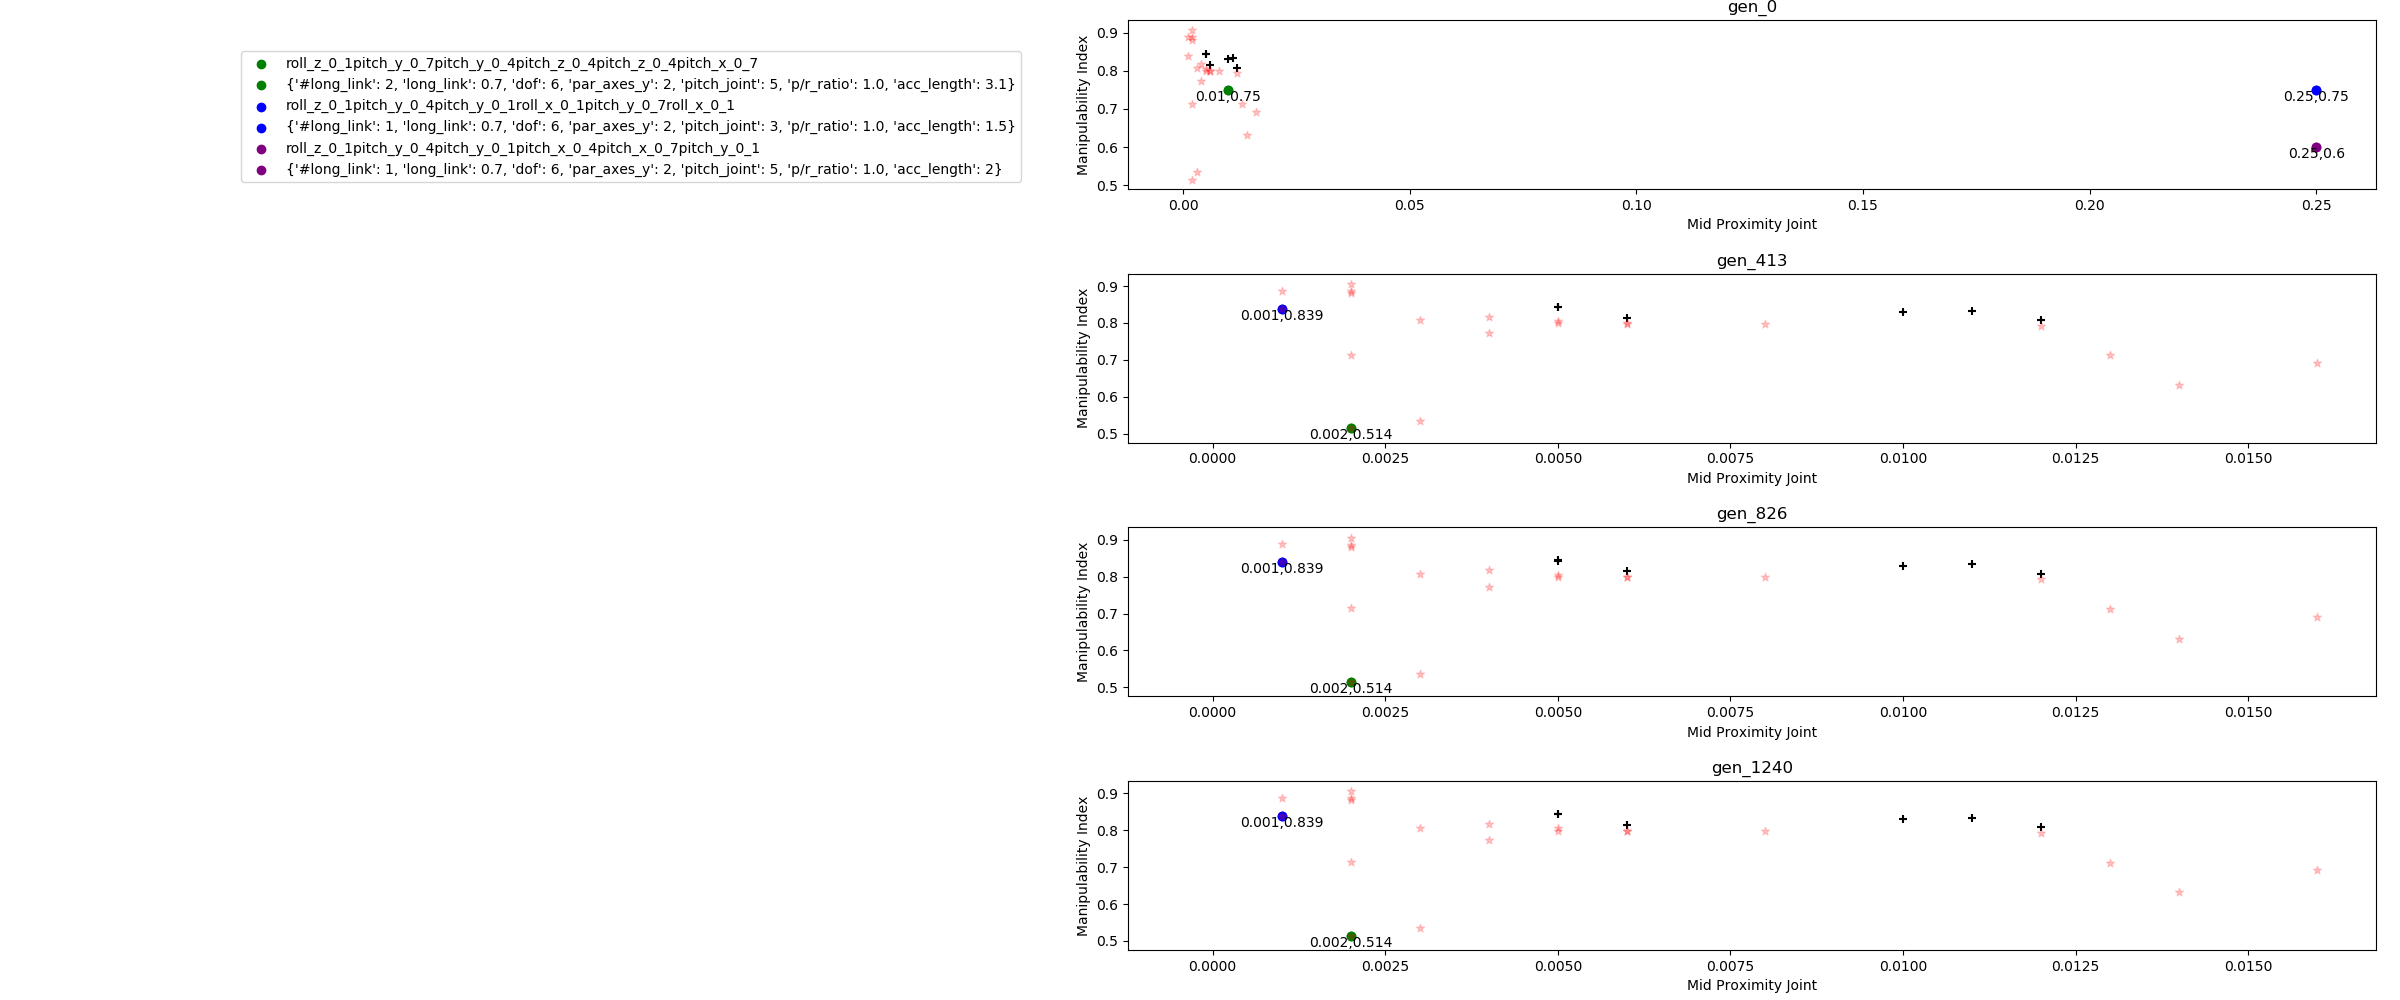 roll_z_0_1pitch_y_0_7pitch_y_0_4pitch_z_0_4pitch_z_0_4pitch_x_0_7
{'#long_link': 2, 'long_link': 0.7, 'dof': 6, 'par_axes_y': 2, 'pitch_joint': 5, 'p/r_ratio': 1.0, 'acc_length': 3.1}
roll_z_0_1pitch_y_0_4pitch_y_0_1roll_x_0_1pitch_y_0_7roll_x_0_1
{'#long_link': 1, 'long_link': 0.7, 'dof': 6, 'par_axes_y': 2, 'pitch_joint': 3, 'p/r_ratio': 1.0, 'acc_length': 1.5}
roll_z_0_1pitch_y_0_4pitch_y_0_1pitch_x_0_4pitch_x_0_7pitch_y_0_1
{'#long_link': 1, 'long_link': 0.7, 'dof': 6, 'par_axes_y': 2, 'pitch_joint': 5, 'p/r_ratio': 1.0, 'acc_length': 2}
gen_0
Manipulability Index
0.9
0.8
0.7
0.6
0.5
0.01,0.75
0.25,0.75
0.25,0.6
0.00 0.05 0.10 0.15 0.20 0.25
Mid Proximity Joint
gen_413
Manipulability Index
0.9
0.8
0.7
0.6
0.5
0.001,0.839
0.002,0.514
0.0000 0.0025 0.0050 0.0075 0.0100 0.0125 0.0150
Mid Proximity Joint
gen_826
Manipulability Index
0.9
0.8
0.7
0.6
0.5
0.001,0.839
0.002,0.514
0.0000 0.0025 0.0050 0.0075 0.0100 0.0125 0.0150
Mid Proximity Joint
gen_1240
Manipulability Index
0.9
0.8
0.7
0.6
0.5
0.001,0.839
0.002,0.514
0.0000 0.0025 0.0050 0.0075 0.0100 0.0125 0.0150
Mid Proximity Joint